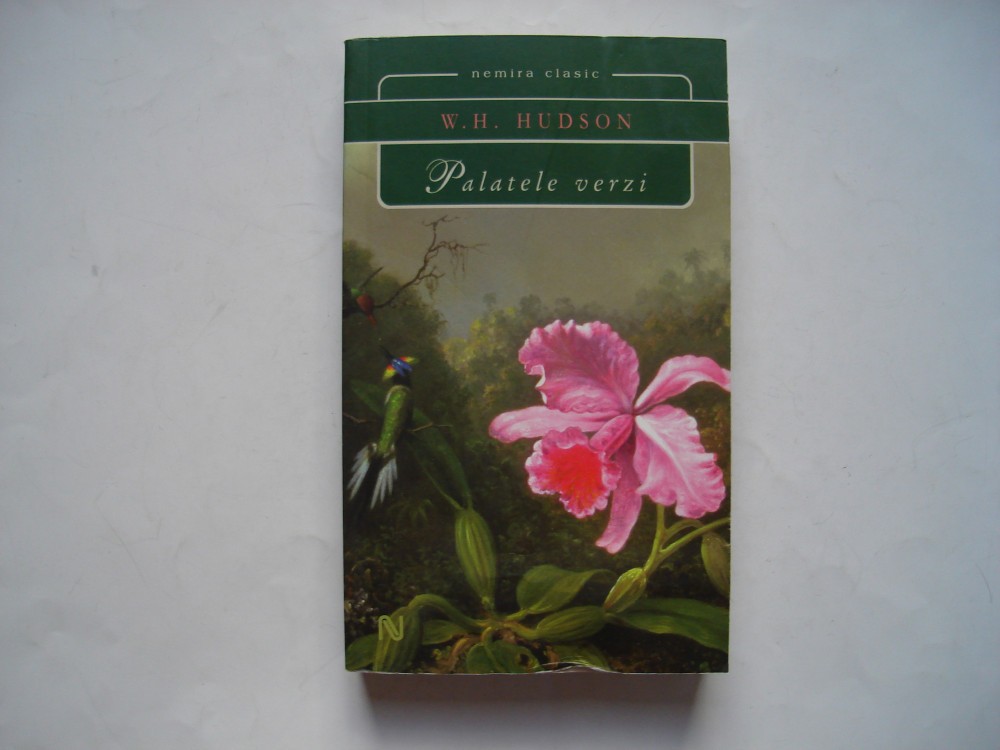 nemira clasic
W.H. HUDSON
Palatele verzi
N